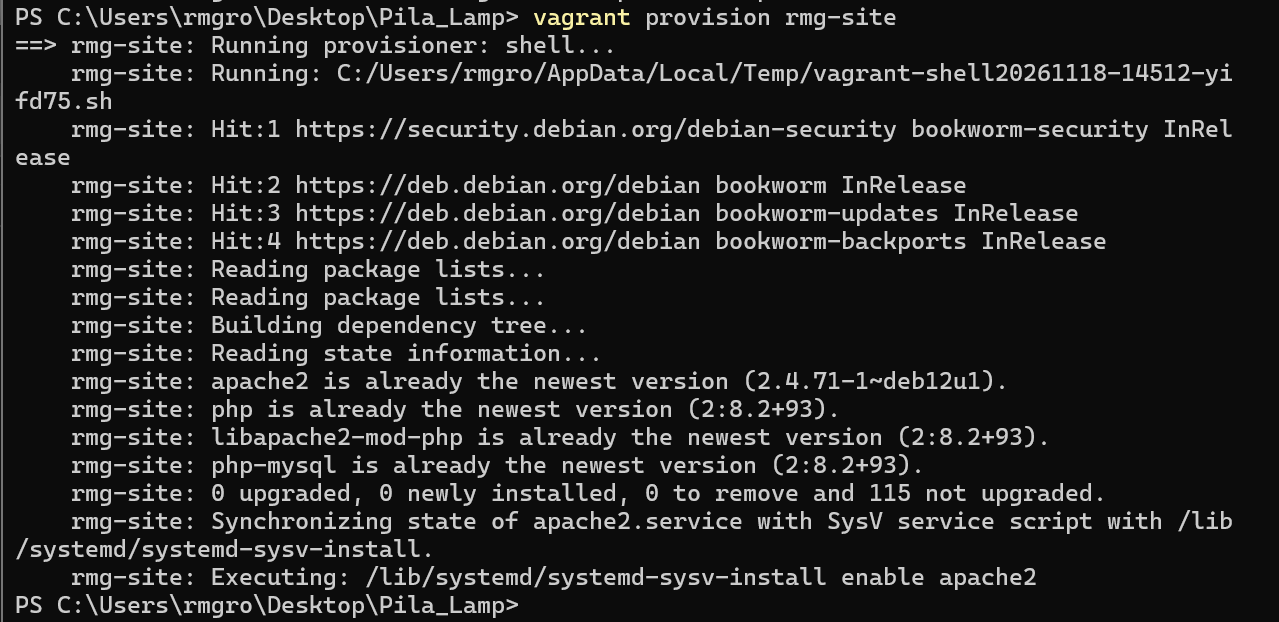 PS C:\Users\rmgro\Desktop\Pila_Lamp> vagrant provision rmg-site
==> rmg-site: Running provisioner: shell...
    rmg-site: Running: C:/Users/rmgro/AppData/Local/Temp/vagrant-shell20261118-14512-yi
fd75.sh
    rmg-site: Hit:1 https://security.debian.org/debian-security bookworm-security InRel
ease
    rmg-site: Hit:2 https://deb.debian.org/debian bookworm InRelease
    rmg-site: Hit:3 https://deb.debian.org/debian bookworm-updates InRelease
    rmg-site: Hit:4 https://deb.debian.org/debian bookworm-backports InRelease
    rmg-site: Reading package lists...
    rmg-site: Reading package lists...
    rmg-site: Building dependency tree...
    rmg-site: Reading state information...
    rmg-site: apache2 is already the newest version (2.4.71-1~deb12u1).
    rmg-site: php is already the newest version (2:8.2+93).
    rmg-site: libapache2-mod-php is already the newest version (2:8.2+93).
    rmg-site: php-mysql is already the newest version (2:8.2+93).
    rmg-site: 0 upgraded, 0 newly installed, 0 to remove and 115 not upgraded.
    rmg-site: Synchronizing state of apache2.service with SysV service script with /lib
/systemd/systemd-sysv-install.
    rmg-site: Executing: /lib/systemd/systemd-sysv-install enable apache2
PS C:\Users\rmgro\Desktop\Pila_Lamp>